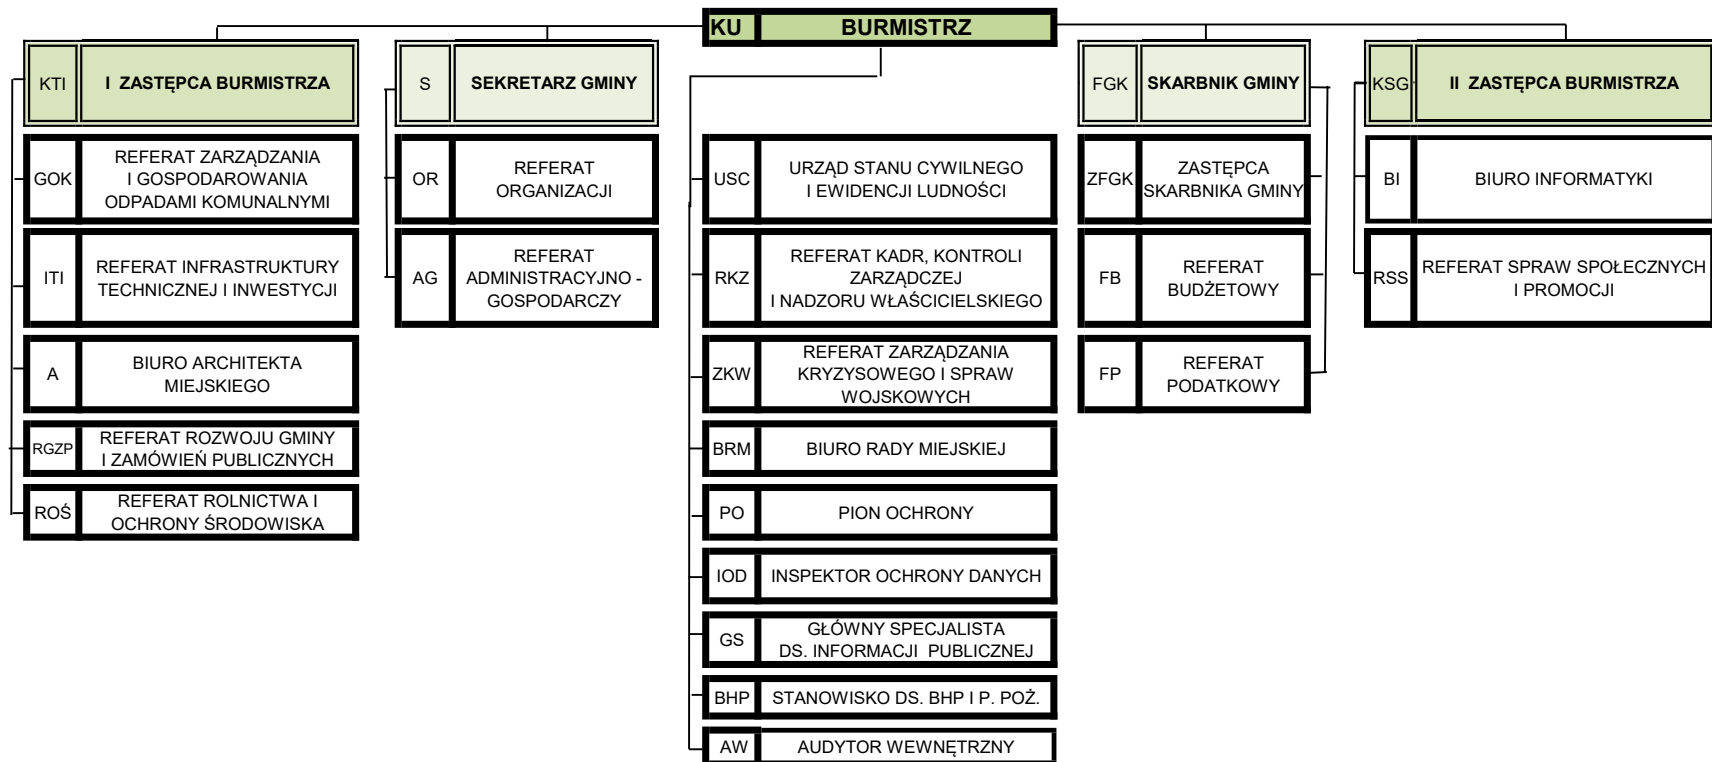 KU BURMISTRZ
KTI I ZASTĘPCA BURMISTRZA
GOK REFERAT ZARZĄDZANIA
I GOSPODAROWANIA
ODPADAMI KOMUNALNYMI
ITI REFERAT INFRASTRUKTURY
TECHNICZNEJ I INWESTYCJI
A BIURO ARCHITEKTA
MIEJSKIEGO
RGZP REFERAT ROZWOJU GMINY
I ZAMÓWIEŃ PUBLICZNYCH
ROŚ REFERAT ROLNICTWA I
OCHRONY ŚRODOWISKA
S SEKRETARZ GMINY
OR REFERAT
ORGANIZACJI
AG REFERAT
ADMINISTRACYJNO -
GOSPODARCZY
USC URZĄD STANU CYWILNEGO
I EWIDENCJI LUDNOŚCI
RKZ REFERAT KADR, KONTROLI
ZARZĄDCZEJ
I NADZORU WŁAŚCICIELSKIEGO
ZKW REFERAT ZARZĄDZANIA
KRYZYSOWEGO I SPRAW
WOJSKOWYCH
BRM BIURO RADY MIEJSKIEJ
PO PION OCHRONY
IOD INSPEKTOR OCHRONY DANYCH
GS GŁÓWNY SPECJALISTA
DS. INFORMACJI PUBLICZNEJ
BHP STANOWISKO DS. BHP I P. POŻ.
AW AUDYTOR WEWNĘTRZNY
FGK SKARBNIK GMINY
ZFGK ZASTĘPCA
SKARBNIKA GMINY
FB REFERAT
BUDŻETOWY
FP REFERAT
PODATKOWY
KSG II ZASTĘPCA BURMISTRZA
BI BIURO INFORMATYKI
RSS REFERAT SPRAW SPOŁECZNYCH
I PROMOCJI